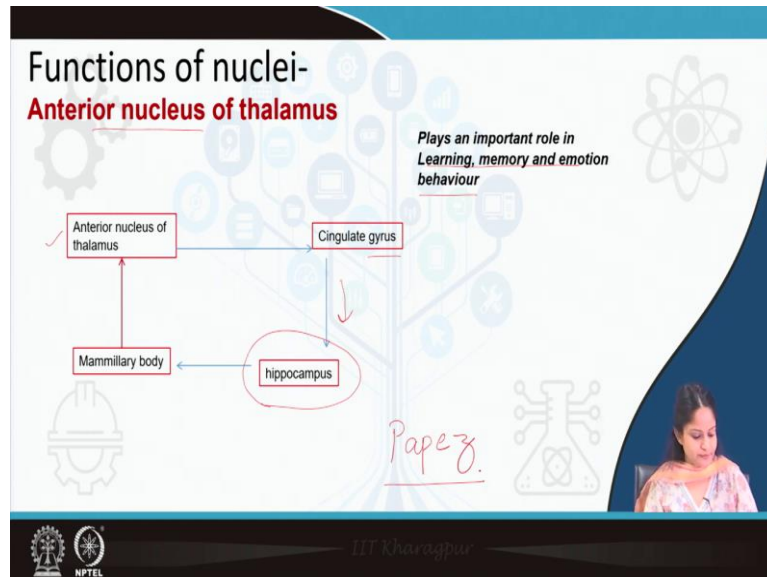 Functions of nuclei-
Anterior nucleus of thalamus
Plays an important role in
Learning, memory and emotion
behaviour
Anterior nucleus of
thalamus
Cingulate gyrus
Mammillary body
hippocampus
Papez.
IIT Kharagpur
NPTEL